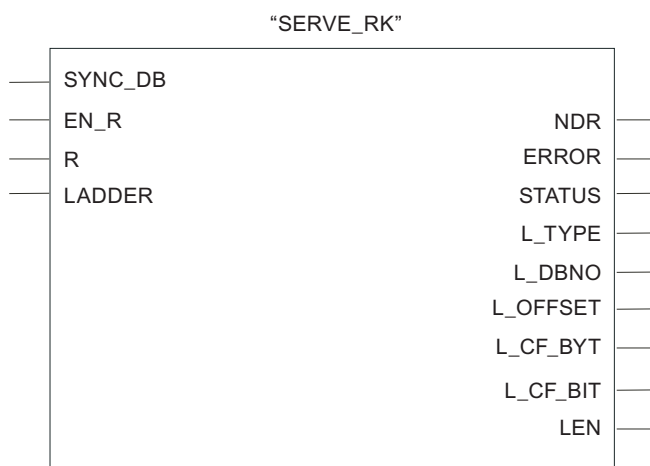 “SERVE_RK”
SYNC_DB
EN_R
R
LADDER
NDR
ERROR
STATUS
L_TYPE
L_DBNO
L_OFFSET
L_CF_BYT
L_CF_BIT
LEN